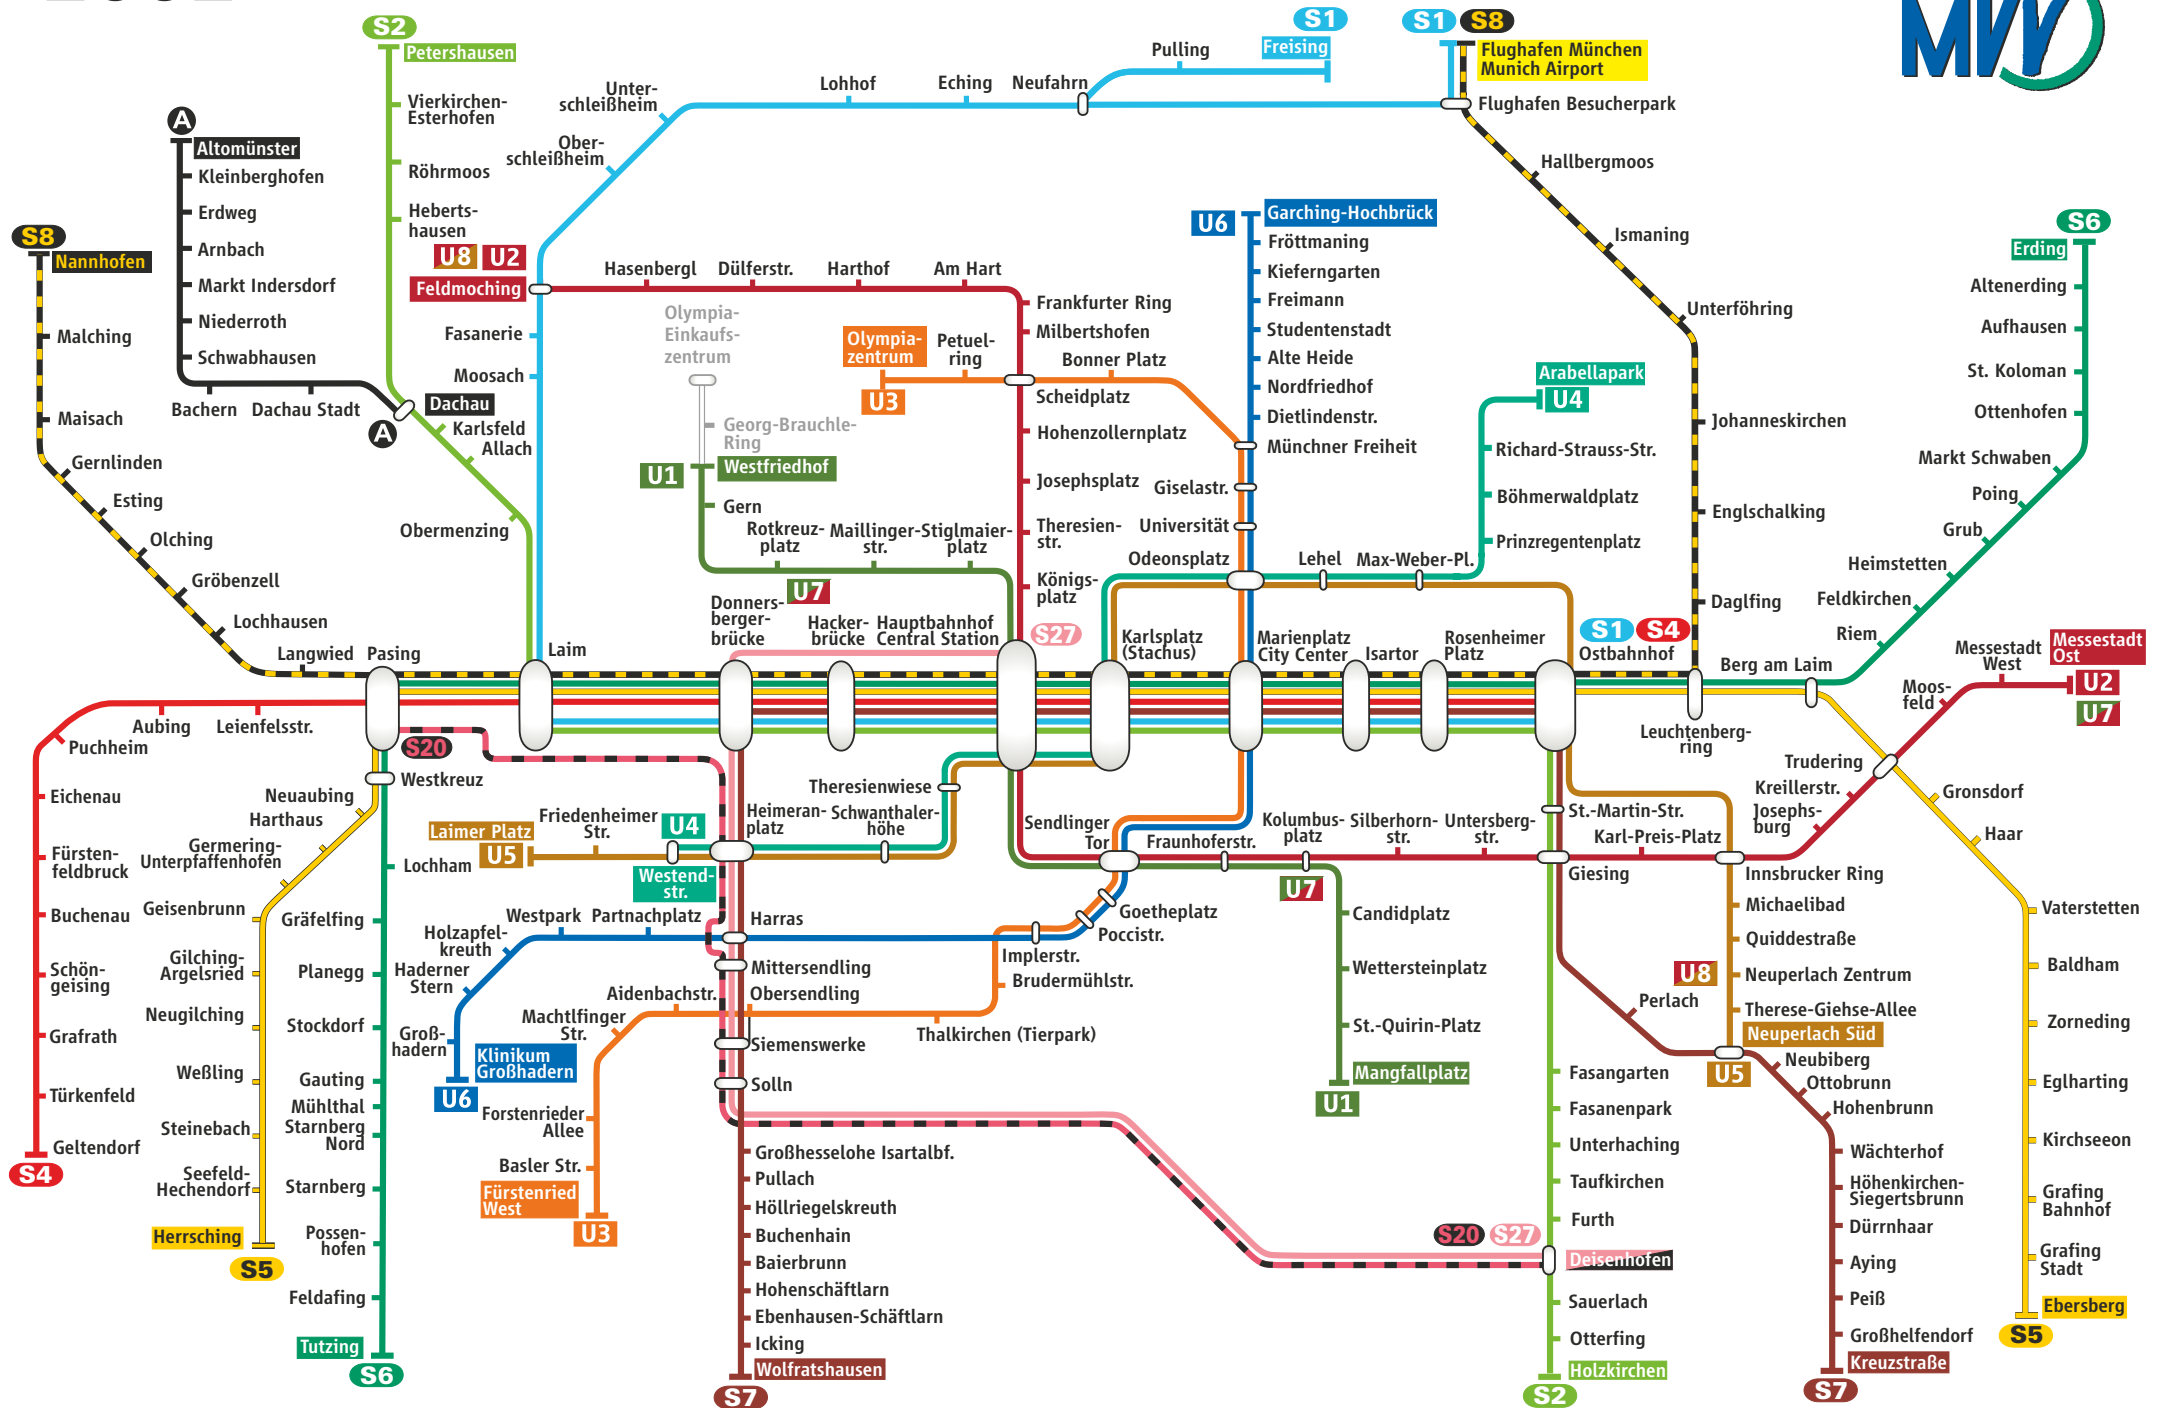 S2
Petershausen
Vierkirchen-
Esterhofen
Röhrmoos
Heberts-
hausen
A
Altomünster
Kleinberghofen
Erdweg
Arnbach
Markt Indersdorf
Niederroth
Schwabhausen
Bachern
Dachau Stadt
A
Dachau
Karlsfeld
Allach
Obermenzing
S8
Nannhofen
Malching
Maisach
Gernlinden
Esting
Olching
Gröbenzell
Lochhausen
Langwied
Pasing
Unter-
schleißheim
Ober-
schleißheim
Lohhof
Eching
Neufahrn
Pulling
S1
Freising
S1
S8
Flughafen München
Munich Airport
Flughafen Besucherpark
MVV
Hallbergmoos
Ismaning
Unterföhring
Johanneskirchen
Englschalking
Daglfing
S6
Erding
Altenerding
Aufhausen
St. Koloman
Ottenhofen
Markt Schwaben
Poing
Grub
Heimstetten
Feldkirchen
Riem
Berg am Laim
U8
U2
Feldmoching
Hasenbergl
Dülferstr.
Harthof
Am Hart
Frankfurter Ring
Milbertshofen
Fasanerie
Moosach
Olympia-
Einkaufs-
zentrum
Georg-Brauchle-
Ring
U1
Westfriedhof
Gern
Rotkreuz-
platz
Maillinger-
str.
Stiglmaier-
platz
U7
Olympia-
zentrum
U3
Petuel-
ring
Bonner Platz
Scheidplatz
Hohenzollernplatz
Josephsplatz
Theresien-
str.
Königs-
platz
U6
Garching-Hochbrück
Fröttmaning
Kieferngarten
Freimann
Studentenstadt
Alte Heide
Nordfriedhof
Dietlindenstr.
Münchner Freiheit
Giselastr.
Universität
Odeonsplatz
Lehel
Max-Weber-Pl.
Arabellapark
U4
Richard-Strauss-Str.
Böhmerwaldplatz
Prinzregentenplatz
Laim
Donners-
berger-
brücke
Hacker-
brücke
Hauptbahnhof
Central Station
S27
Karlsplatz
(Stachus)
Marienplatz
City Center
Isartor
Rosenheimer
Platz
S1
S4
Ostbahnhof
Leuchtenberg-
ring
Messestadt
West
Messestadt
Ost
U2
U7
Moos-
feld
Trudering
Kreillerstr.
Josephs-
burg
Gronsdorf
Haar
Vaterstetten
Baldham
Zorneding
Eglharting
Kirchseeon
Grafing
Bahnhof
Grafing
Stadt
Ebersberg
S5
Aubing
Leienfelsstr.
Puchheim
Eichenau
Fürsten-
feldbruck
Buchenau
Schön-
geising
Grafrath
Türkenfeld
Geltendorf
S4
S20
Westkreuz
Neuaubing
Harthaus
Germering-
Unterpfaffenhofen
Geisenbrunn
Gilching-
Argelsried
Neugilching
Weßling
Steinebach
Seefeld-
Hechendorf
Herrsching
S5
Lochham
Gräfelfing
Planegg
Stockdorf
Gauting
Mühlthal
Starnberg
Nord
Starnberg
Possen-
hofen
Feldafing
Tutzing
S6
Laimer Platz
U5
Friedenheimer
Str.
U4
Westend-
str.
Heimeran-
platz
Schwanthaler-
höhe
Theresienwiese
Harras
Partnachplatz
Westpark
Holzapfel-
kreuth
Haderner
Stern
Groß-
hadern
Klinikum
Großhadern
U6
Mittersendling
Obersendling
Aidenbachstr.
Machtlfinger
Str.
Forstenrieder
Allee
Basler Str.
Fürstenried
West
U3
Siemenswerke
Solln
Großhesselohe Isartalbf.
Pullach
Höllriegelskreuth
Buchenhain
Baierbrunn
Hohenschäftlarn
Ebenhausen-Schäftlarn
Icking
Wolfratshausen
S7
Sendlinger
Tor
Fraunhoferstr.
Kolumbus-
platz
Silberhorn-
str.
Untersberg-
str.
Goetheplatz
Poccistr.
Implerstr.
Brudermühlstr.
Thalkirchen (Tierpark)
U7
Candidplatz
Wettersteinplatz
St.-Quirin-Platz
Mangfallplatz
U1
St.-Martin-Str.
Karl-Preis-Platz
Giesing
Innsbrucker Ring
Michaelibad
Quiddestraße
U8
Neuperlach Zentrum
Therese-Giehse-Allee
Neuperlach Süd
U5
Perlach
Neubiberg
Ottobrunn
Hohenbrunn
Wächterhof
Höhenkirchen-
Siegertsbrunn
Dürrnhaar
Aying
Peiß
Großhelfendorf
Kreuzstraße
S7
Fasangarten
Fasanenpark
Unterhaching
Taufkirchen
Furth
S20
S27
Deisenhofen
Sauerlach
Otterfing
Holzkirchen
S2